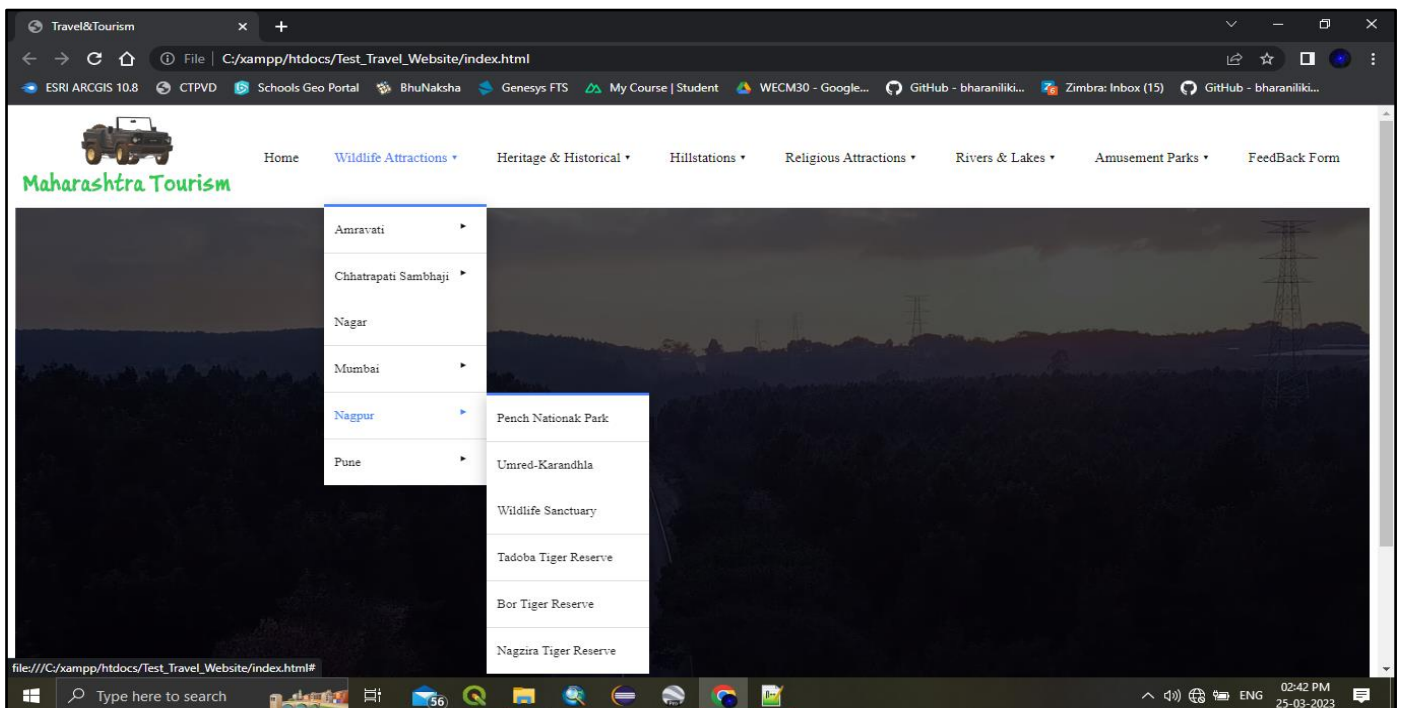 Travel&Tourism
File | C:/xampp/htdocs/Test_Travel_Website/index.html
ESRI ARCGIS 10.8 CTPVD Schools Geo Portal BhuNaksha Genesys FTS My Course | Student WECM30 - Google... GitHub - bharaniliki... Zimbra: Inbox (15) GitHub - bharaniliki...
Maharashtra Tourism
Home Wildlife Attractions Heritage & Historical Hillstations Religious Attractions Rivers & Lakes Amusement Parks FeedBack Form
Amravati
Chhatrapati Sambhaji
Nagar
Mumbai
Nagpur
Pune
Pench Nationak Park
Umred-Karandhla
Wildlife Sanctuary
Tadoba Tiger Reserve
Bor Tiger Reserve
Nagzira Tiger Reserve
file:///C:/xampp/htdocs/Test_Travel_Website/index.html#
Type here to search 56 ENG 02:42 PM
25-03-2023